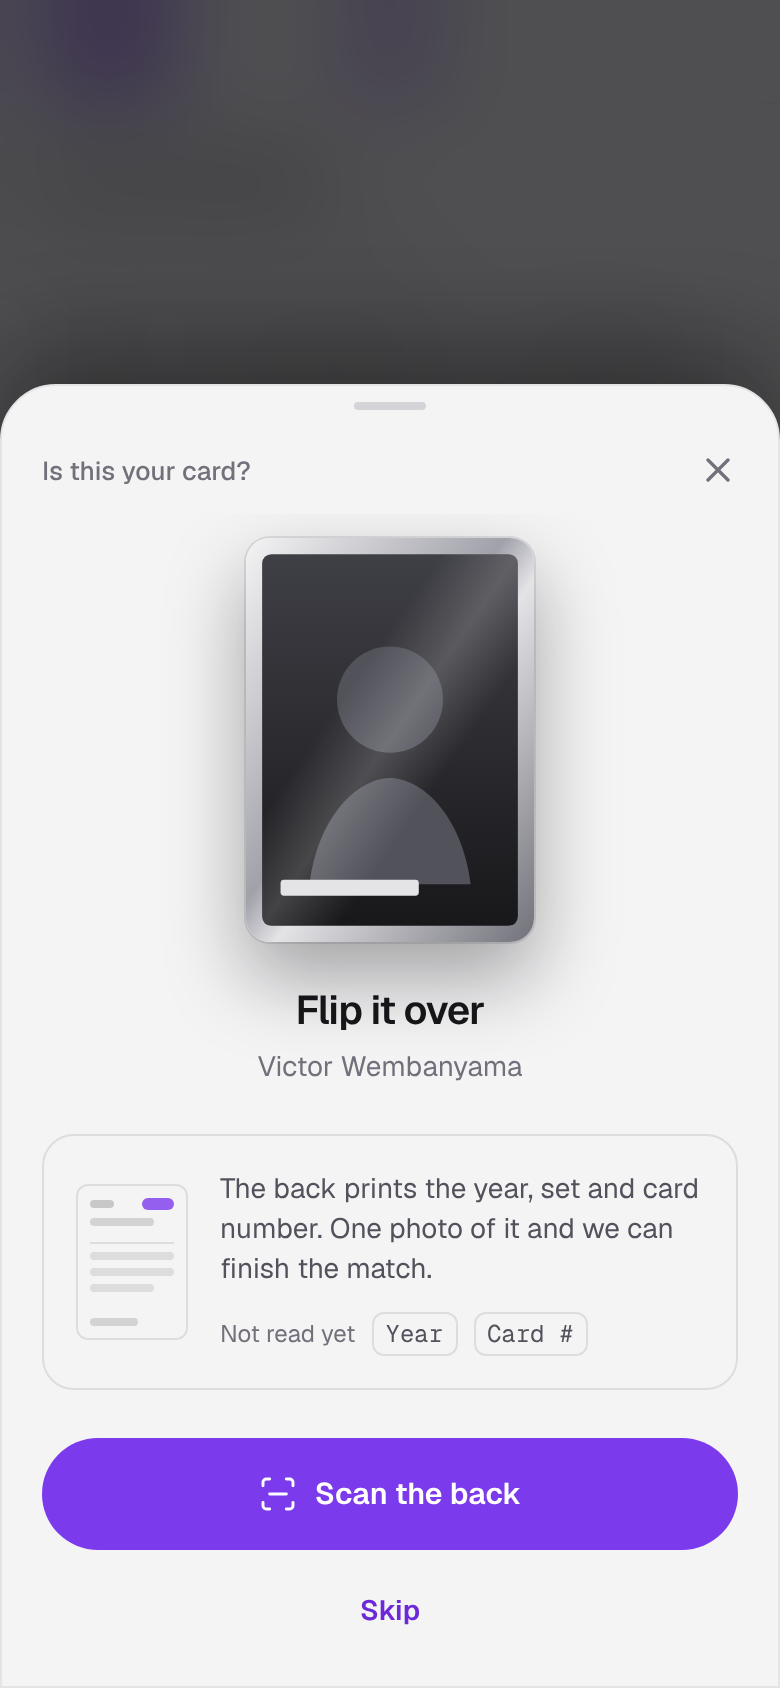 Is this your card?
Flip it over
Victor Wembanyama
The back prints the year, set and card
number. One photo of it and we can
finish the match.
Not read yet Year Card #
Scan the back
Skip